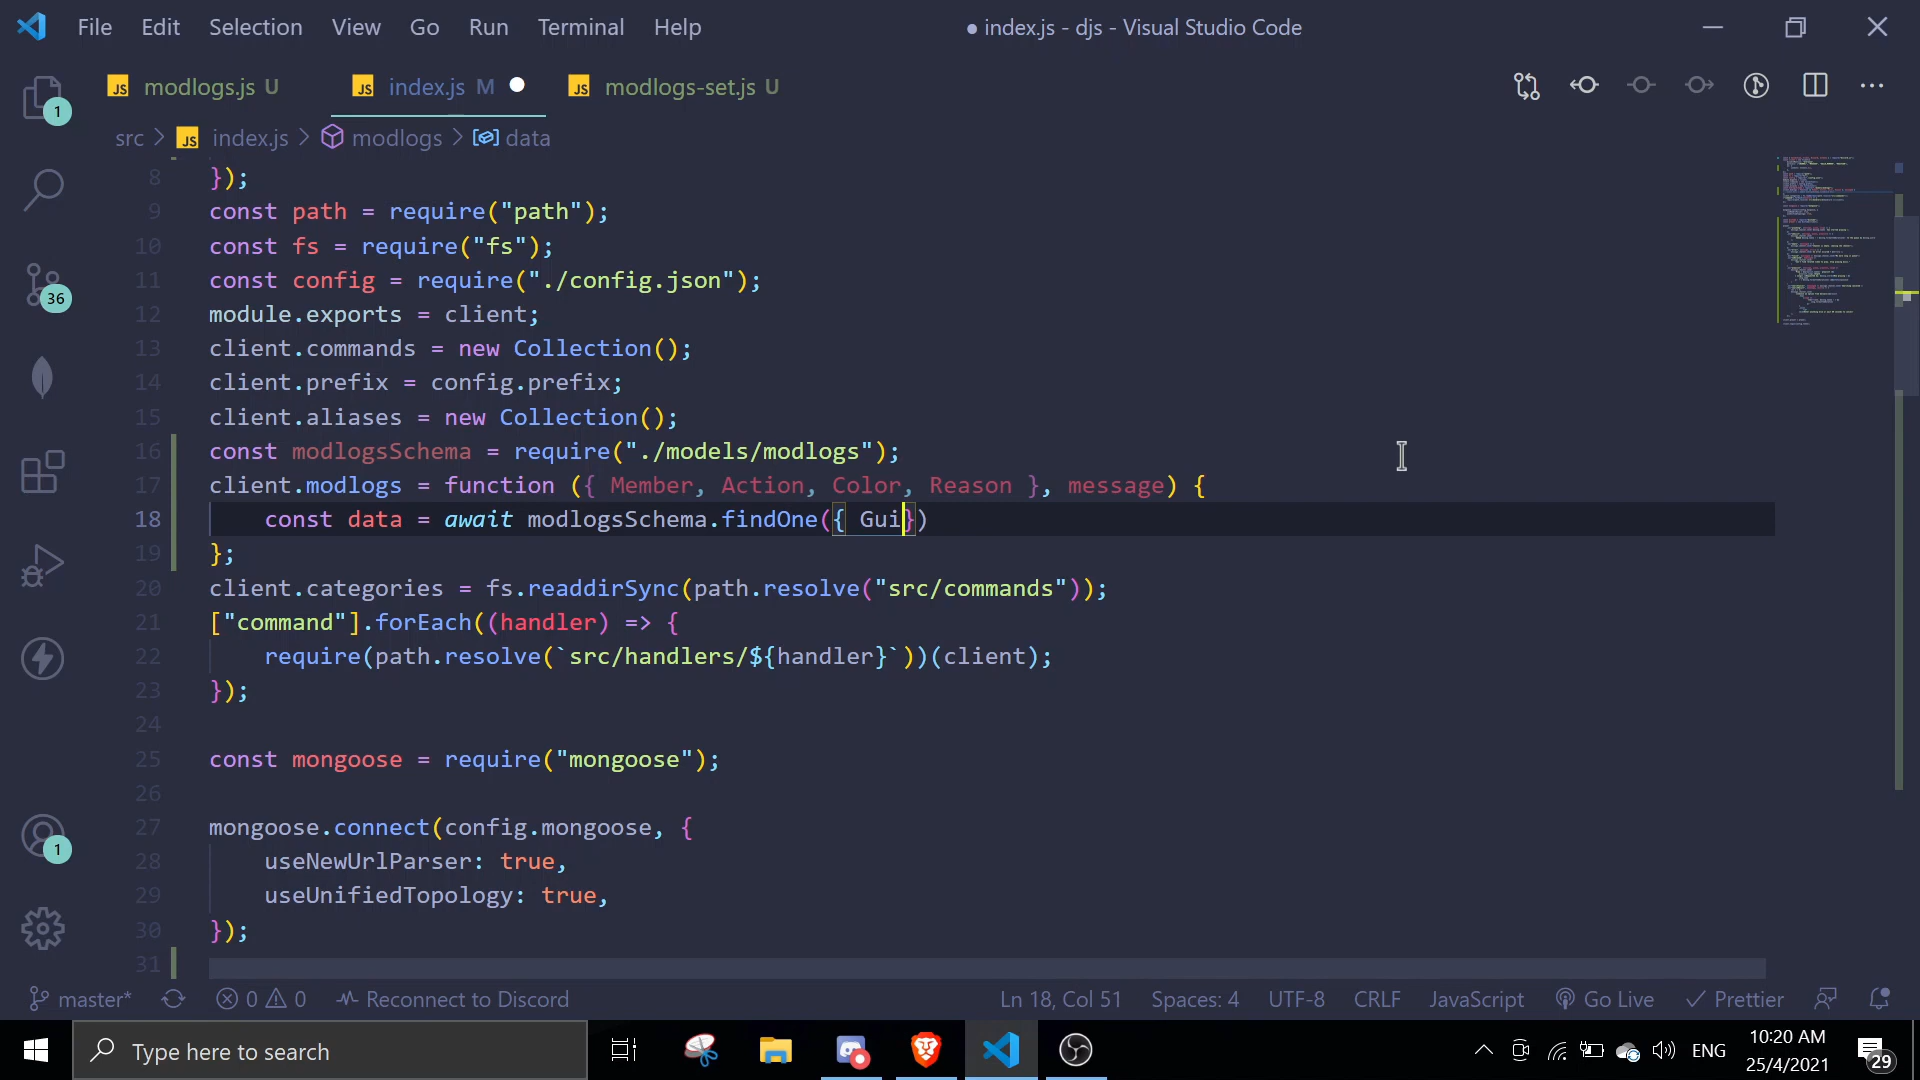 File Edit Selection View Go Run Terminal Help ● index.js - djs - Visual Studio Code
JS modlogs.js U JS index.js M ● JS modlogs-set.js U
src > JS index.js > modlogs > data
8 });
9 const path = require("path");
10 const fs = require("fs");
11 const config = require("./config.json");
12 module.exports = client;
13 client.commands = new Collection();
14 client.prefix = config.prefix;
15 client.aliases = new Collection();
16 const modlogsSchema = require("./models/modlogs");
17 client.modlogs = function ({ Member, Action, Color, Reason }, message) {
18 const data = await modlogsSchema.findOne({ Gui})
19 };
20 client.categories = fs.readdirSync(path.resolve("src/commands"));
21 ["command"].forEach((handler) => {
22 require(path.resolve(`src/handlers/${handler}`))(client);
23 });
24
25 const mongoose = require("mongoose");
26
27 mongoose.connect(config.mongoose, {
28 useNewUrlParser: true,
29 useUnifiedTopology: true,
30 });
31
1
36
1
master* 0 0 Reconnect to Discord Ln 18, Col 51 Spaces: 4 UTF-8 CRLF JavaScript Go Live Prettier
Type here to search ENG 10:20 AM
25/4/2021 29